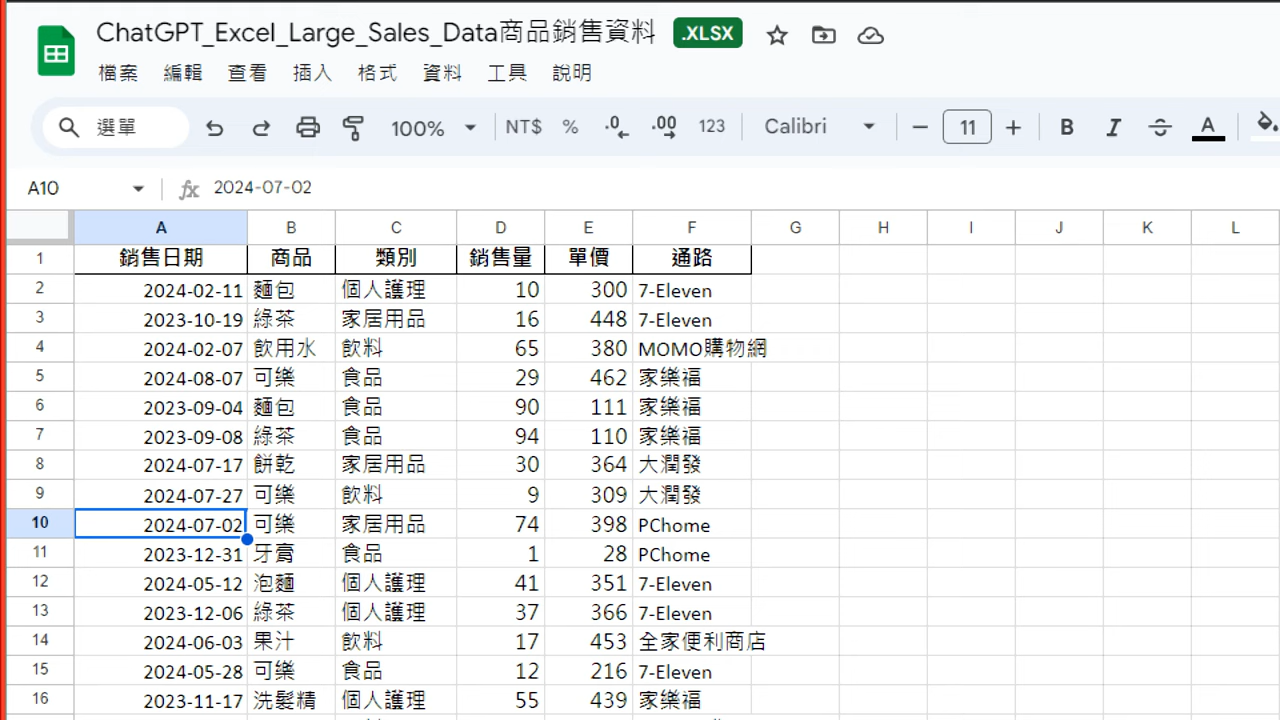 ChatGPT_Excel_Large_Sales_Data商品銷售資料 .XLSX
檔案 編輯 查看 插入 格式 資料 工具 說明
選單 100% NT$ % .0 .00 123 Calibri 11 B I S A
A10 fx 2024-07-02
A B C D E F G H I J K L
1 銷售日期 商品 類別 銷售量 單價 通路
2 2024-02-11 麵包 個人護理 10 300 7-Eleven
3 2023-10-19 綠茶 家居用品 16 448 7-Eleven
4 2024-02-07 飲用水 飲料 65 380 MOMO購物網
5 2024-08-07 可樂 食品 29 462 家樂福
6 2023-09-04 麵包 食品 90 111 家樂福
7 2023-09-08 綠茶 食品 94 110 家樂福
8 2024-07-17 餅乾 家居用品 30 364 大潤發
9 2024-07-27 可樂 飲料 9 309 大潤發
10 2024-07-02 可樂 家居用品 74 398 PChome
11 2023-12-31 牙膏 食品 1 28 PChome
12 2024-05-12 泡麵 個人護理 41 351 7-Eleven
13 2023-12-06 綠茶 個人護理 37 366 7-Eleven
14 2024-06-03 果汁 飲料 17 453 全家便利商店
15 2024-05-28 可樂 食品 12 216 7-Eleven
16 2023-11-17 洗髮精 個人護理 55 439 家樂福